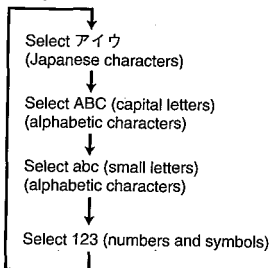 Select アイウ
(Japanese characters)
Select ABC (capital letters)
(alphabetic characters)
Select abc (small letters)
(alphabetic characters)
Select 123 (numbers and symbols)